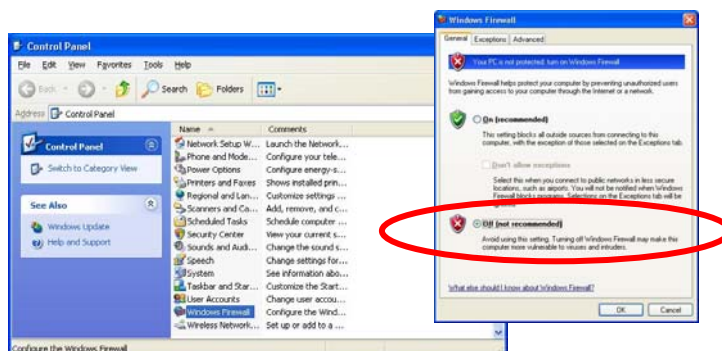 Control Panel
File Edit View Favorites Tools Help
Back Search Folders
Address Control Panel
Control Panel
Switch to Category View
See Also
Windows Update
Help and Support
Name Comments
Network Setup W... Launch the Network...
Phone and Mode... Configure your tele...
Power Options Configure energy-s...
Printers and Faxes Shows installed prin...
Regional and Lan... Customize settings ...
Scanners and Ca... Add, remove, and c...
Scheduled Tasks Schedule computer ...
Security Center View your current s...
Sounds and Audi... Change the sound s...
Speech Change settings for...
System See information abo...
Taskbar and Star... Customize the Start...
User Accounts Change user accou...
Windows Firewall Configure the Wind...
Wireless Network... Set up or add to a ...
Configure the Windows Firewall
Windows Firewall
General Exceptions Advanced
Your PC is not protected: turn on Windows Firewall
Windows Firewall helps protect your computer by preventing unauthorized users
from gaining access to your computer through the Internet or a network.
On (recommended)
This setting blocks all outside sources from connecting to this
computer, with the exception of those selected on the Exceptions tab.
Don't allow exceptions
Select this when you connect to public networks in less secure
locations, such as airports. You will not be notified when Windows
Firewall blocks programs. Selections on the Exceptions tab will be
Off (not recommended)
Avoid using this setting. Turning off Windows Firewall may make this
computer more vulnerable to viruses and intruders.
What else should I know about Windows Firewall?
OK Cancel